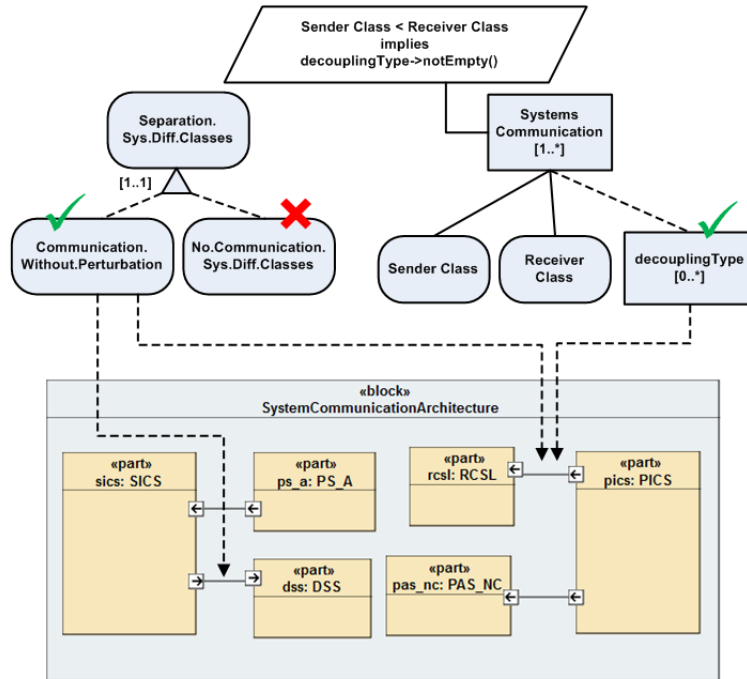 Sender Class < Receiver Class
implies
decouplingType->notEmpty()
Separation.
Sys.Diff.Classes
Systems
Communication
[1..*]
[1..1]
Communication.
Without.Perturbation
No.Communication.
Sys.Diff.Classes
Sender Class
Receiver
Class
decouplingType
[0..*]
«block»
SystemCommunicationArchitecture
«part»
sics: SICS
«part»
ps_a: PS_A
«part»
rcsl: RCSL
«part»
pics: PICS
«part»
dss: DSS
«part»
pas_nc: PAS_NC